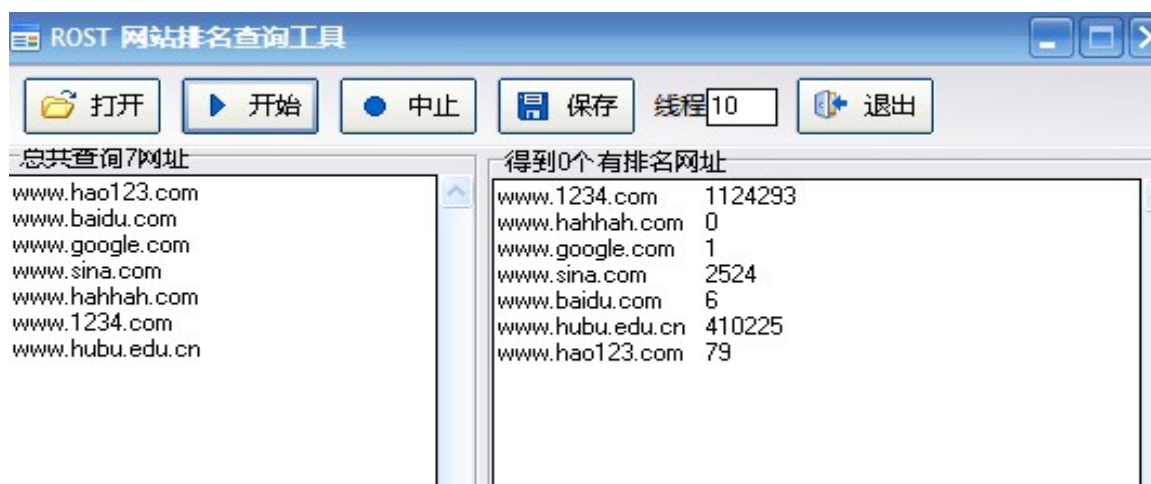 ROST 网站排名查询工具
打开 开始 中止 保存 线程 10 退出
总共查询7网址
www.hao123.com
www.baidu.com
www.google.com
www.sina.com
www.hahhah.com
www.1234.com
www.hubu.edu.cn
得到0个有排名网址
www.1234.com 1124293
www.hahhah.com 0
www.google.com 1
www.sina.com 2524
www.baidu.com 6
www.hubu.edu.cn 410225
www.hao123.com 79